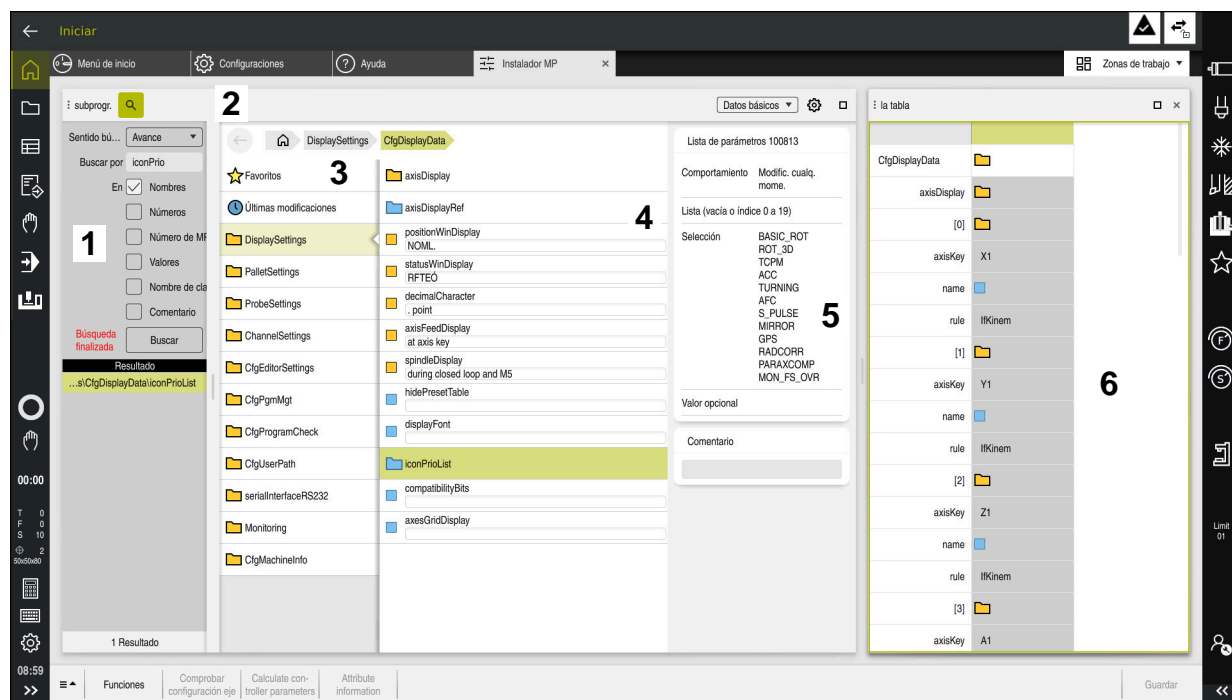 Iniciar
Menú de inicio
Configuraciones
? Ayuda
Instalador MP ×
Zonas de trabajo
subprogr.
2
Datos básicos
la tabla
Sentido bú... Avance
Buscar por iconPrio
En Nombres
Números
1
Número de MP
Valores
Nombre de cla
Comentario
Búsqueda
finalizada
Buscar
Resultado
...s\CfgDisplayData\iconPrioList
1 Resultado
DisplaySettings
CfgDisplayData
Favoritos
3
Últimas modificaciones
DisplaySettings
PalletSettings
ProbeSettings
ChannelSettings
CfgEditorSettings
CfgPgmMgt
CfgProgramCheck
CfgUserPath
serialInterfaceRS232
Monitoring
CfgMachineInfo
axisDisplay
axisDisplayRef
4
positionWinDisplay
NOML.
statusWinDisplay
RFTEÓ
decimalCharacter
. point
axisFeedDisplay
at axis key
spindleDisplay
during closed loop and M5
hidePresetTable
displayFont
iconPrioList
compatibilityBits
axesGridDisplay
Lista de parámetros 100813
Comportamiento Modific. cualq.
mome.
Lista (vacía o índice 0 a 19)
Selección BASIC_ROT
ROT_3D
TCPM
ACC
TURNING
AFC
S_PULSE
5
MIRROR
GPS
RADCORR
PARAXCOMP
MON_FS_OVR
Valor opcional
Comentario
CfgDisplayData
axisDisplay
[0]
axisKey X1
name
rule IfKinem
[1]
axisKey Y1
6
name
rule IfKinem
[2]
axisKey Z1
name
rule IfKinem
[3]
axisKey A1
00:00
T 0
F 0
S 10
2
50x50x80
08:59
F
S
Limit
01
Funciones
Comprobar
configuración eje
Calculate con-
troller parameters
Attribute
information
Guardar